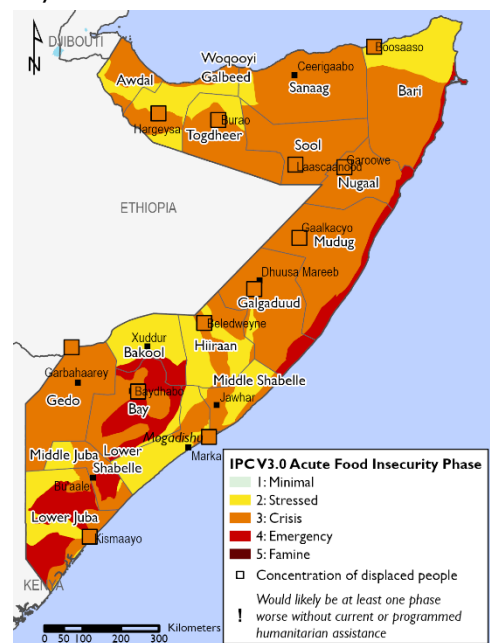 N
DJIBOUTI
Boosaaso
Woqooyi
Galbeed
Ceerigaabo
Awdal
Sanaag
Bari
Hargeysa
Burao
Togdheer
Sool
Laascaanood
Garoowe
Nugaal
ETHIOPIA
Gaalkacyo
Mudug
Dhuusa Mareeb
Galgaduud
Beledweyne
Xuddur
Hiiraan
Bakool
Garbahaarey
Gedo
Baydhabo
Bay
Middle Shabelle
Jawhar
Mogadishu
Middle Juba
Lower
Shabelle
Marka
Bu'aale
Lower Juba
Kismaayo
KENYA
Kilometers
0 50 100 200 300
IPC V3.0 Acute Food Insecurity Phase
1: Minimal
2: Stressed
3: Crisis
4: Emergency
5: Famine
Concentration of displaced people
! Would likely be at least one phase
worse without current or programmed
humanitarian assistance